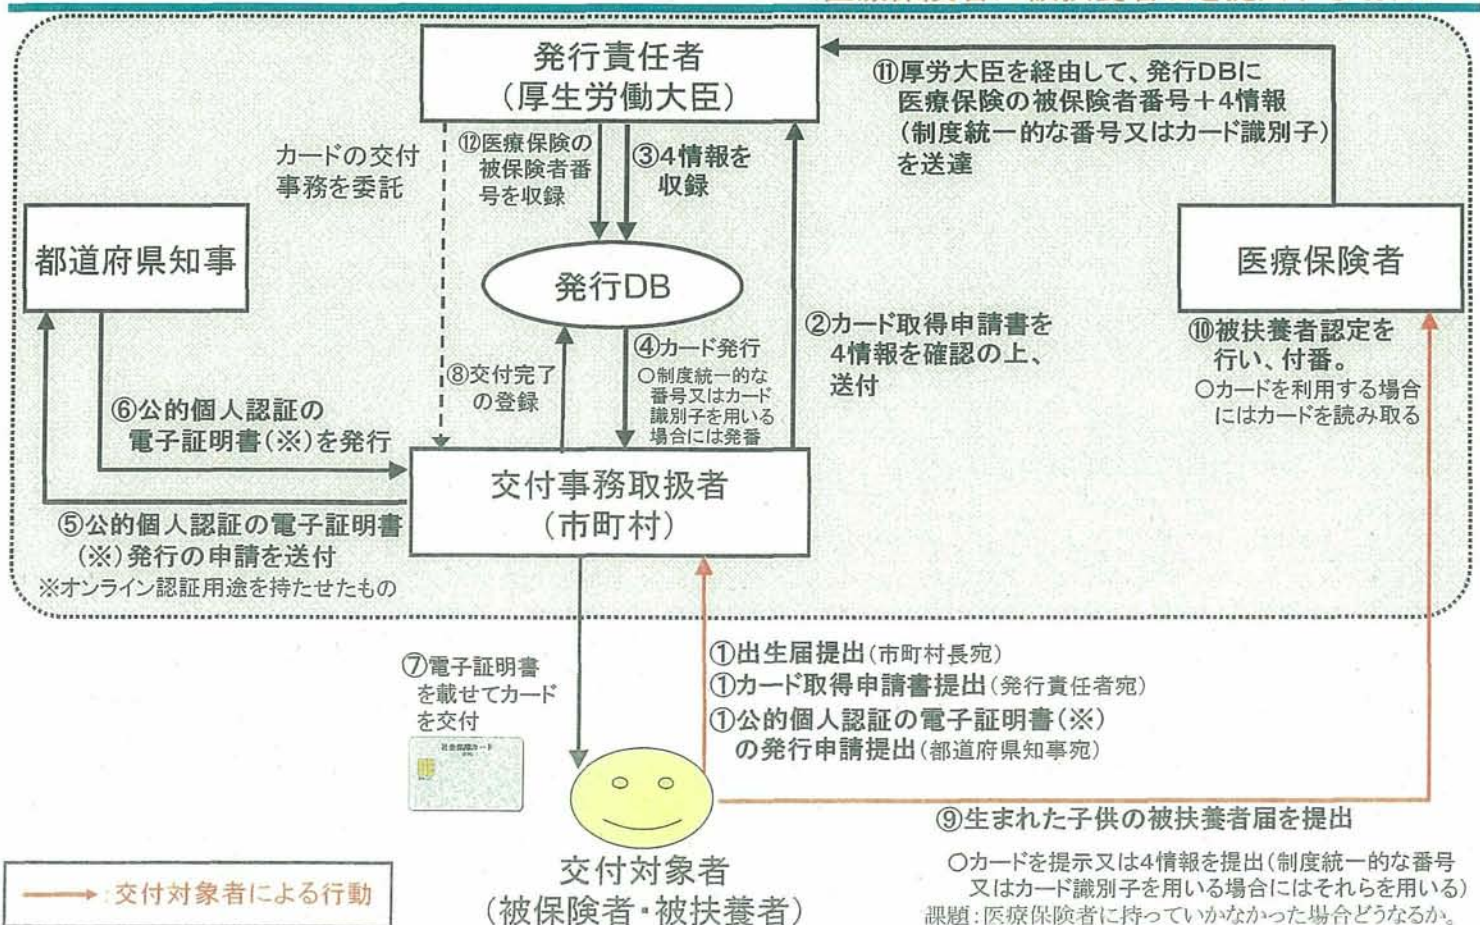 発行責任者
(厚生労働大臣)
⑪厚労大臣を経由して、発行DBに
医療保険の被保険者番号＋4情報
(制度統一的な番号又はカード識別子)
を送達
カードの交付
事務を委託
⑫医療保険の
被保険者番
号を収録
③4情報を
収録
都道府県知事
医療保険者
発行DB
②カード取得申請書を
4情報を確認の上、
送付
⑩被扶養者認定を
行い、付番。
○カードを利用する場合
にはカードを読み取る
④カード発行
○制度統一的な
番号又はカード
識別子を用いる
場合には発番
⑧交付完了
の登録
⑥公的個人認証の
電子証明書(※)を発行
交付事務取扱者
(市町村)
⑤公的個人認証の電子証明書
(※)発行の申請を送付
※オンライン認証用途を持たせたもの
⑦電子証明書
を載せてカード
を交付
社会保障カード
①出生届提出(市町村長宛)
①カード取得申請書提出(発行責任者宛)
①公的個人認証の電子証明書(※)
の発行申請提出(都道府県知事宛)
⑨生まれた子供の被扶養者届を提出
○カードを提示又は4情報を提出(制度統一的な番号
又はカード識別子を用いる場合にはそれらを用いる)
課題：医療保険者に持っていかなかった場合どうなるか。
交付対象者
(被保険者・被扶養者)
：交付対象者による行動